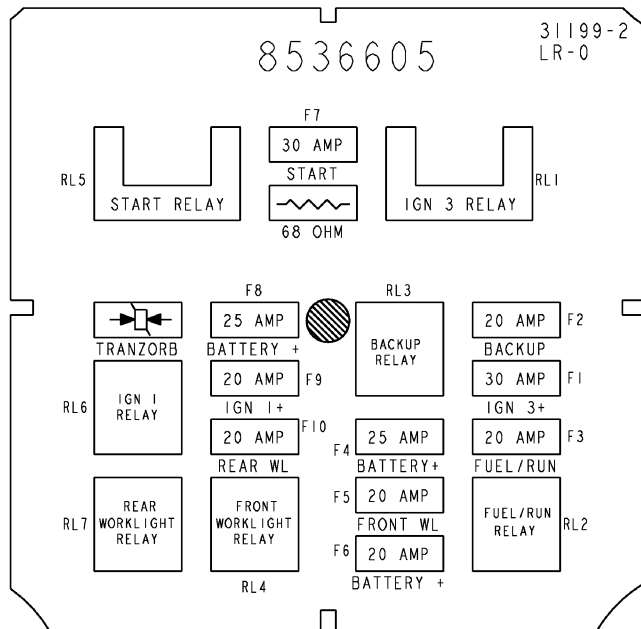 31199-2
LR-0
8536605
F7
30 AMP
START
RL5
START RELAY
68 OHM
IGN 3 RELAY
RL1
F8
RL3
25 AMP
20 AMP
F2
TRANZORB
BATTERY +
BACKUP
RELAY
BACKUP
RL6
IGN 1
RELAY
20 AMP
F9
30 AMP
F1
IGN 1+
IGN 3+
F10
20 AMP
F4
25 AMP
20 AMP
F3
REAR WL
BATTERY+
FUEL/RUN
RL7
REAR
WORKLIGHT
RELAY
FRONT
WORKLIGHT
RELAY
RL4
F5
20 AMP
FRONT WL
F6
20 AMP
BATTERY +
FUEL/RUN
RELAY
RL2